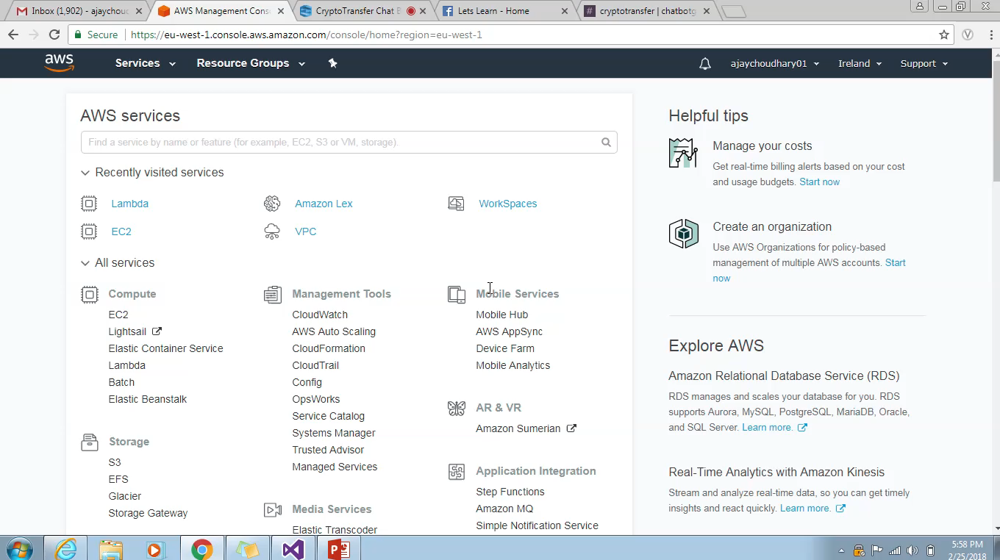 Inbox (1,902) - ajaychou
AWS Management Cons
CryptoTransfer Chat B
Lets Learn - Home
cryptotransfer | chatbotg
Secure
https://eu-west-1.console.aws.amazon.com/console/home?region=eu-west-1
aws
Services
Resource Groups
ajaychoudhary01
Ireland
Support
AWS services
Find a service by name or feature (for example, EC2, S3 or VM, storage).
Recently visited services
Lambda
Amazon Lex
WorkSpaces
EC2
VPC
All services
Compute
EC2
Lightsail
Elastic Container Service
Lambda
Batch
Elastic Beanstalk
Storage
S3
EFS
Glacier
Storage Gateway
Management Tools
CloudWatch
AWS Auto Scaling
CloudFormation
CloudTrail
Config
OpsWorks
Service Catalog
Systems Manager
Trusted Advisor
Managed Services
Media Services
Elastic Transcoder
Mobile Services
Mobile Hub
AWS AppSync
Device Farm
Mobile Analytics
AR & VR
Amazon Sumerian
Application Integration
Step Functions
Amazon MQ
Simple Notification Service
Helpful tips
Manage your costs
Get real-time billing alerts based on your cost
and usage budgets. Start now
Create an organization
Use AWS Organizations for policy-based
management of multiple AWS accounts. Start
now
Explore AWS
Amazon Relational Database Service (RDS)
RDS manages and scales your database for you. RDS
supports Aurora, MySQL, PostgreSQL, MariaDB, Oracle,
and SQL Server. Learn more.
Real-Time Analytics with Amazon Kinesis
Stream and analyze real-time data, so you can get timely
insights and react quickly. Learn more.
5:58 PM
2/25/2018